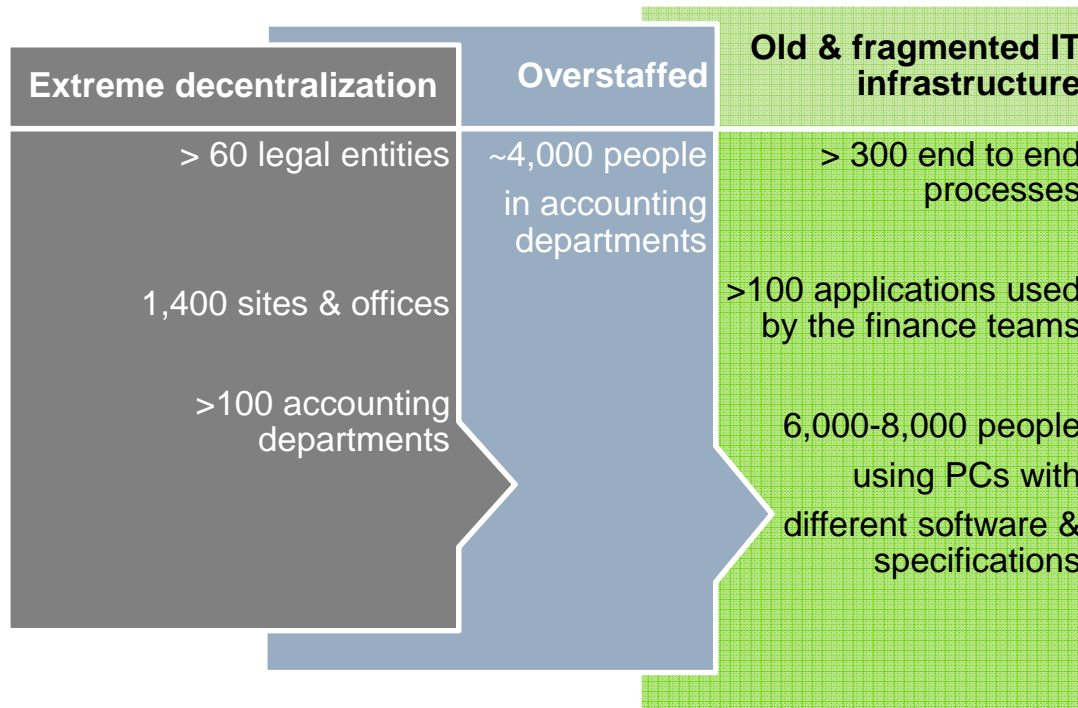 Extreme decentralization
> 60 legal entities
1,400 sites & offices
>100 accounting
departments
Overstaffed
~4,000 people
in accounting
departments
Old & fragmented IT
infrastructure
> 300 end to end
processes
>100 applications used
by the finance teams
6,000-8,000 people
using PCs with
different software &
specifications